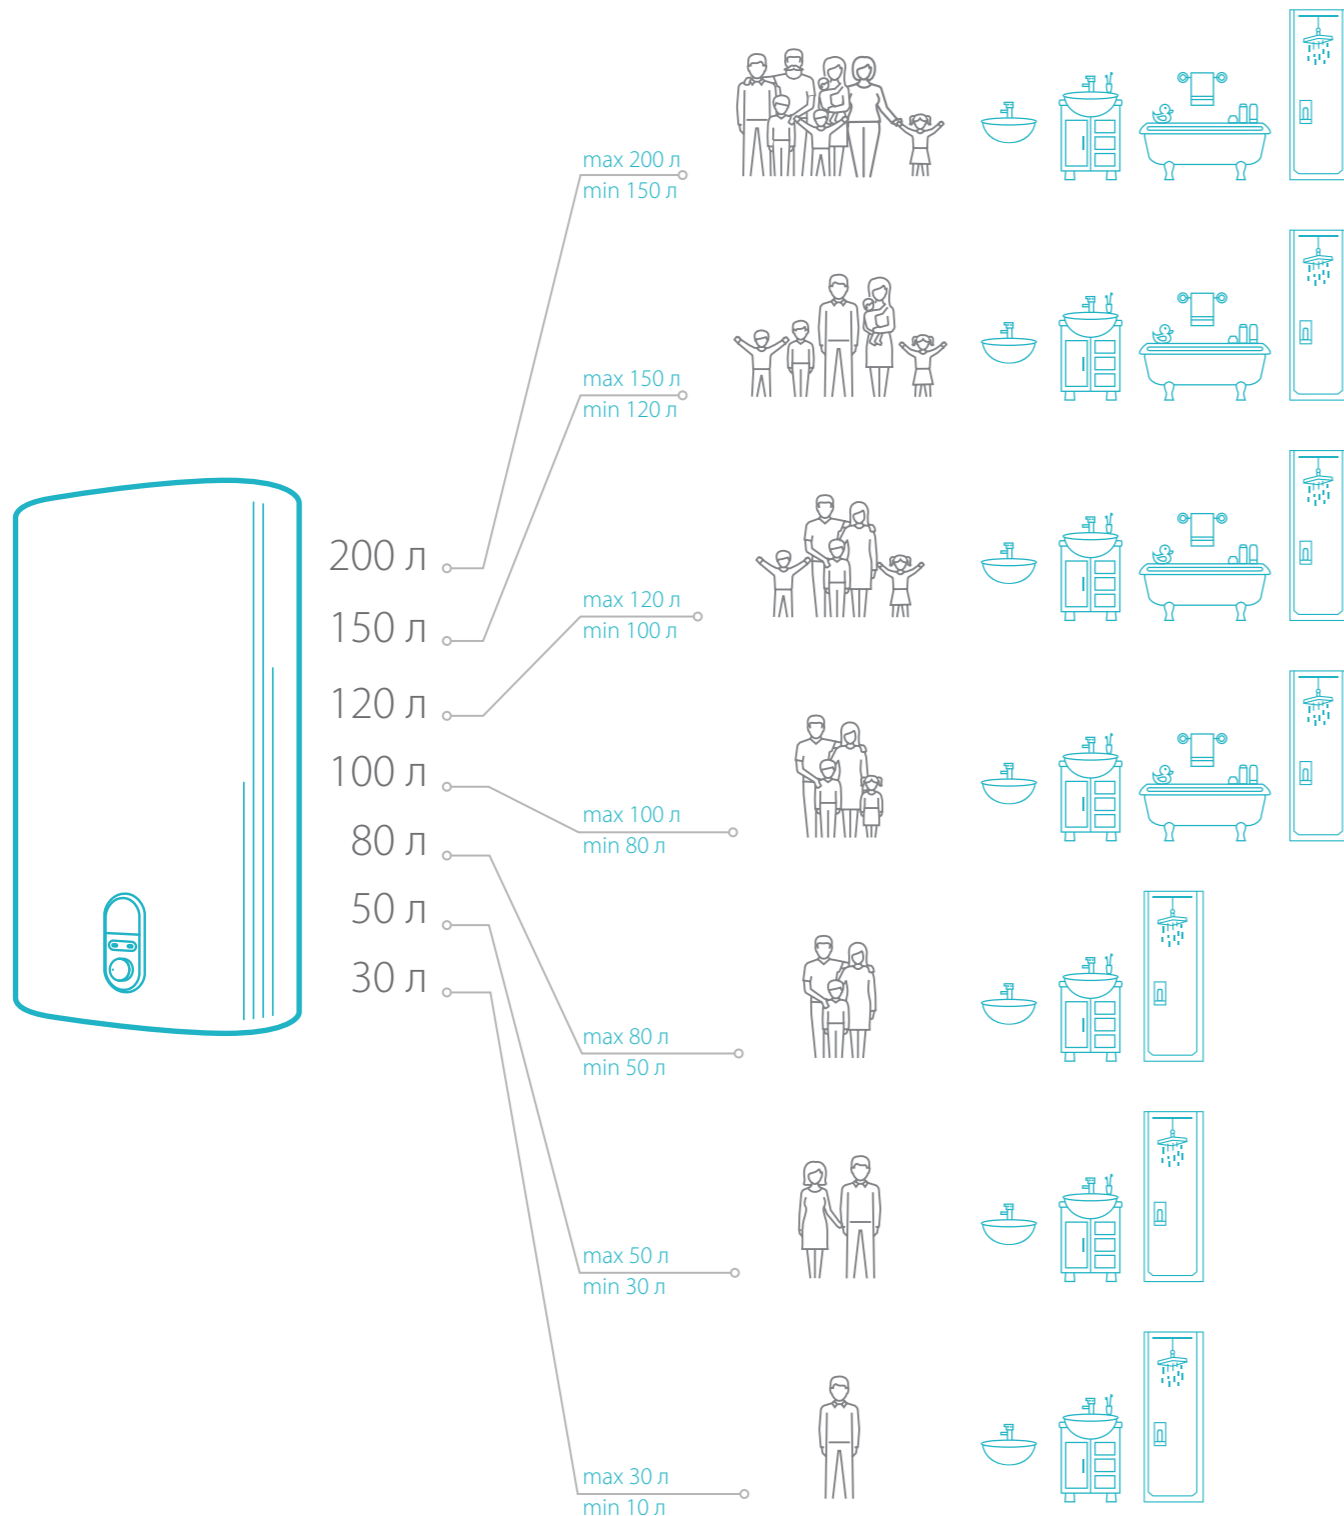 max 200 л
min 150 л
max 150 л
min 120 л
200 л
150 л
120 л
100 л
80 л
50 л
30 л
max 120 л
min 100 л
max 100 л
min 80 л
max 80 л
min 50 л
max 50 л
min 30 л
max 30 л
min 10 л